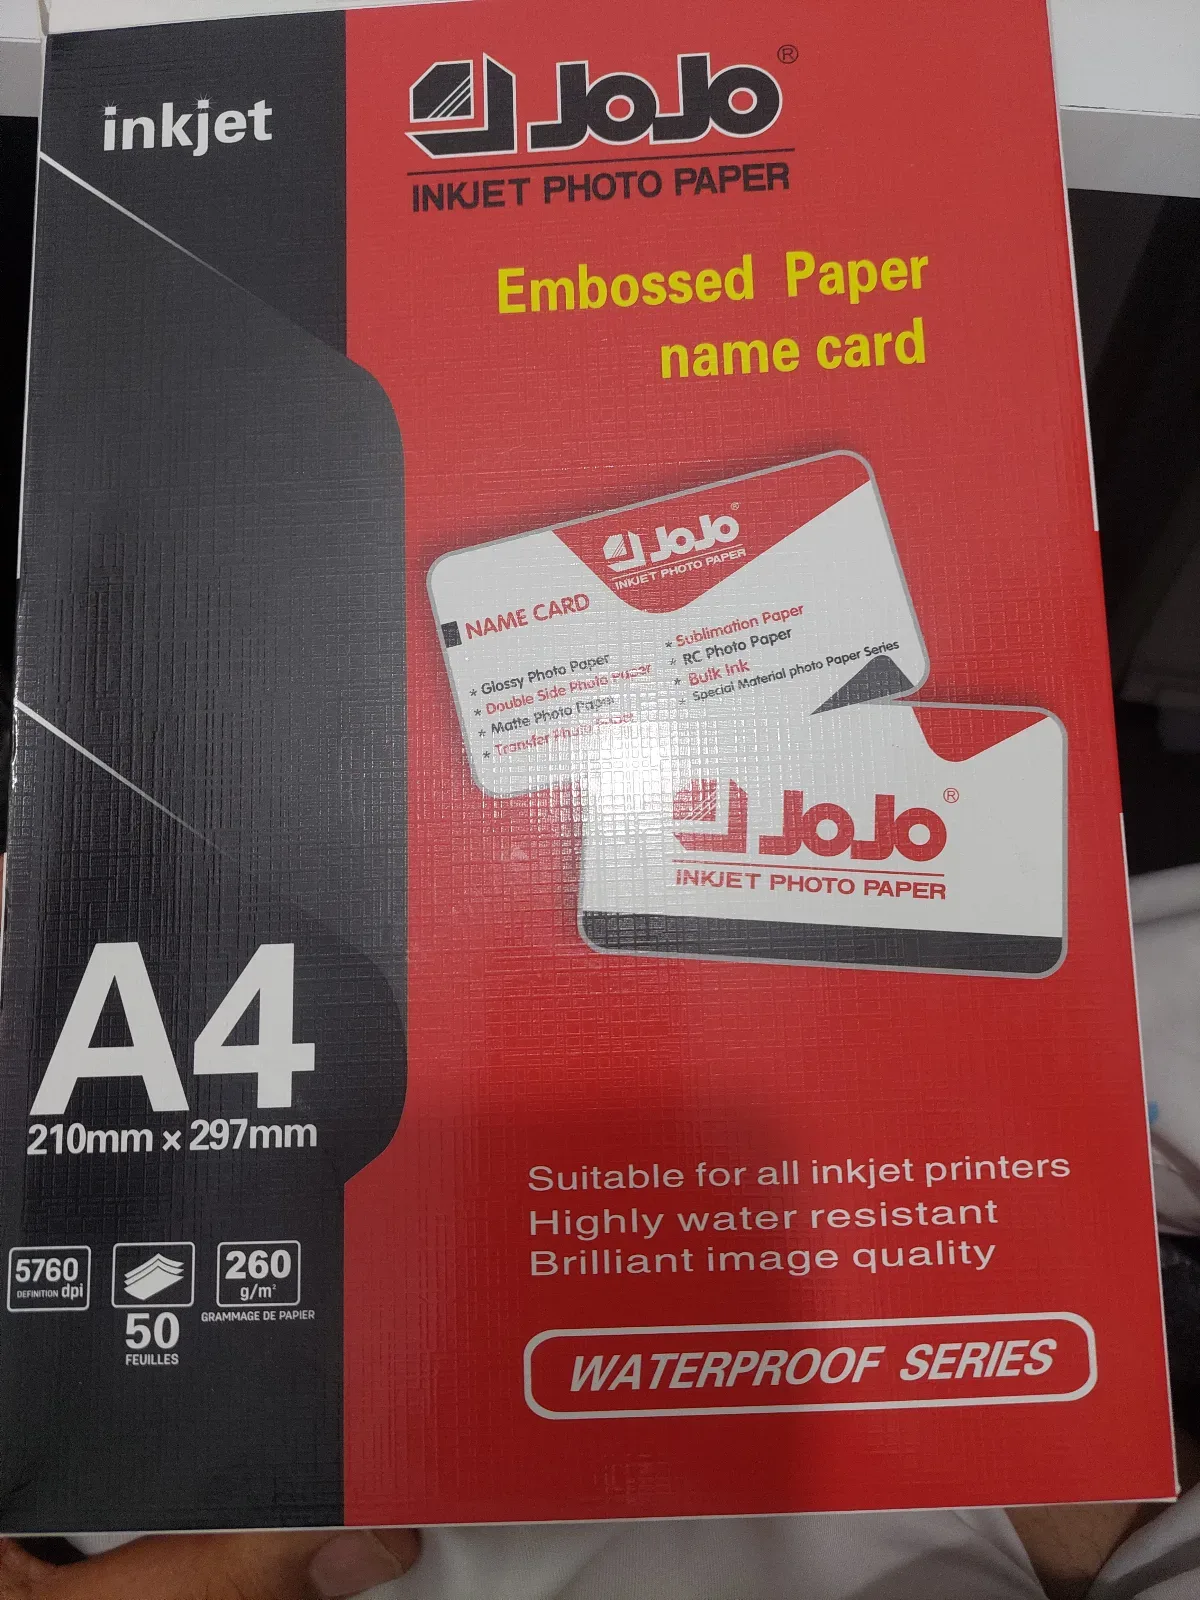 inkjet
JoJo®
INKJET PHOTO PAPER
Embossed Paper
name card
JoJo®
INKJET PHOTO PAPER
NAME CARD
* Glossy Photo Paper
* Double Side Photo Paper
* Matte Photo Paper
* Transfer Photo Paper
* Sublimation Paper
* RC Photo Paper
* Bulk Ink
* Special Material photo Paper Series
JoJo®
INKJET PHOTO PAPER
A4
210mm x 297mm
5760
DEFINITION dpi
50
FEUILLES
260
g/m²
GRAMMAGE DE PAPIER
Suitable for all inkjet printers
Highly water resistant
Brilliant image quality
WATERPROOF SERIES